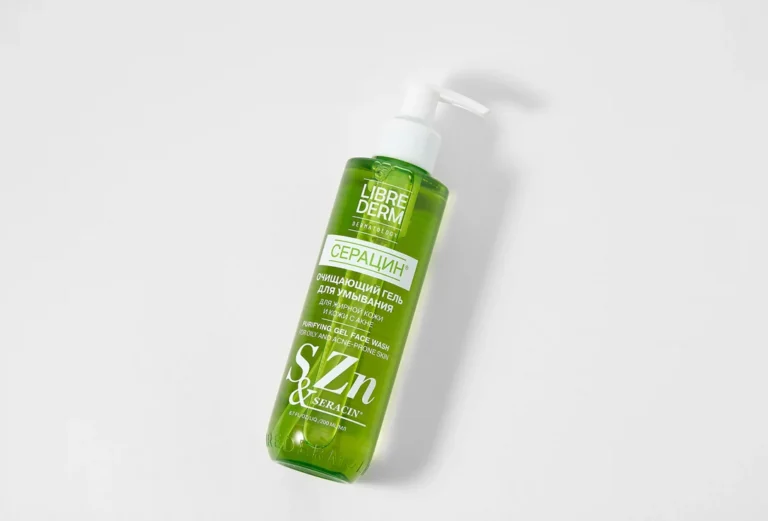 LIBRE
DERM
DERMATOLOGY
СЕРАЦИН®
ОЧИЩАЮЩИЙ ГЕЛЬ
ДЛЯ УМЫВАНИЯ
ДЛЯ ЖИРНОЙ КОЖИ
И КОЖИ С АКНЕ
PURIFYING GEL FACE WASH
FOR OILY AND ACNE-PRONE SKIN
S Zn
& SERACIN®